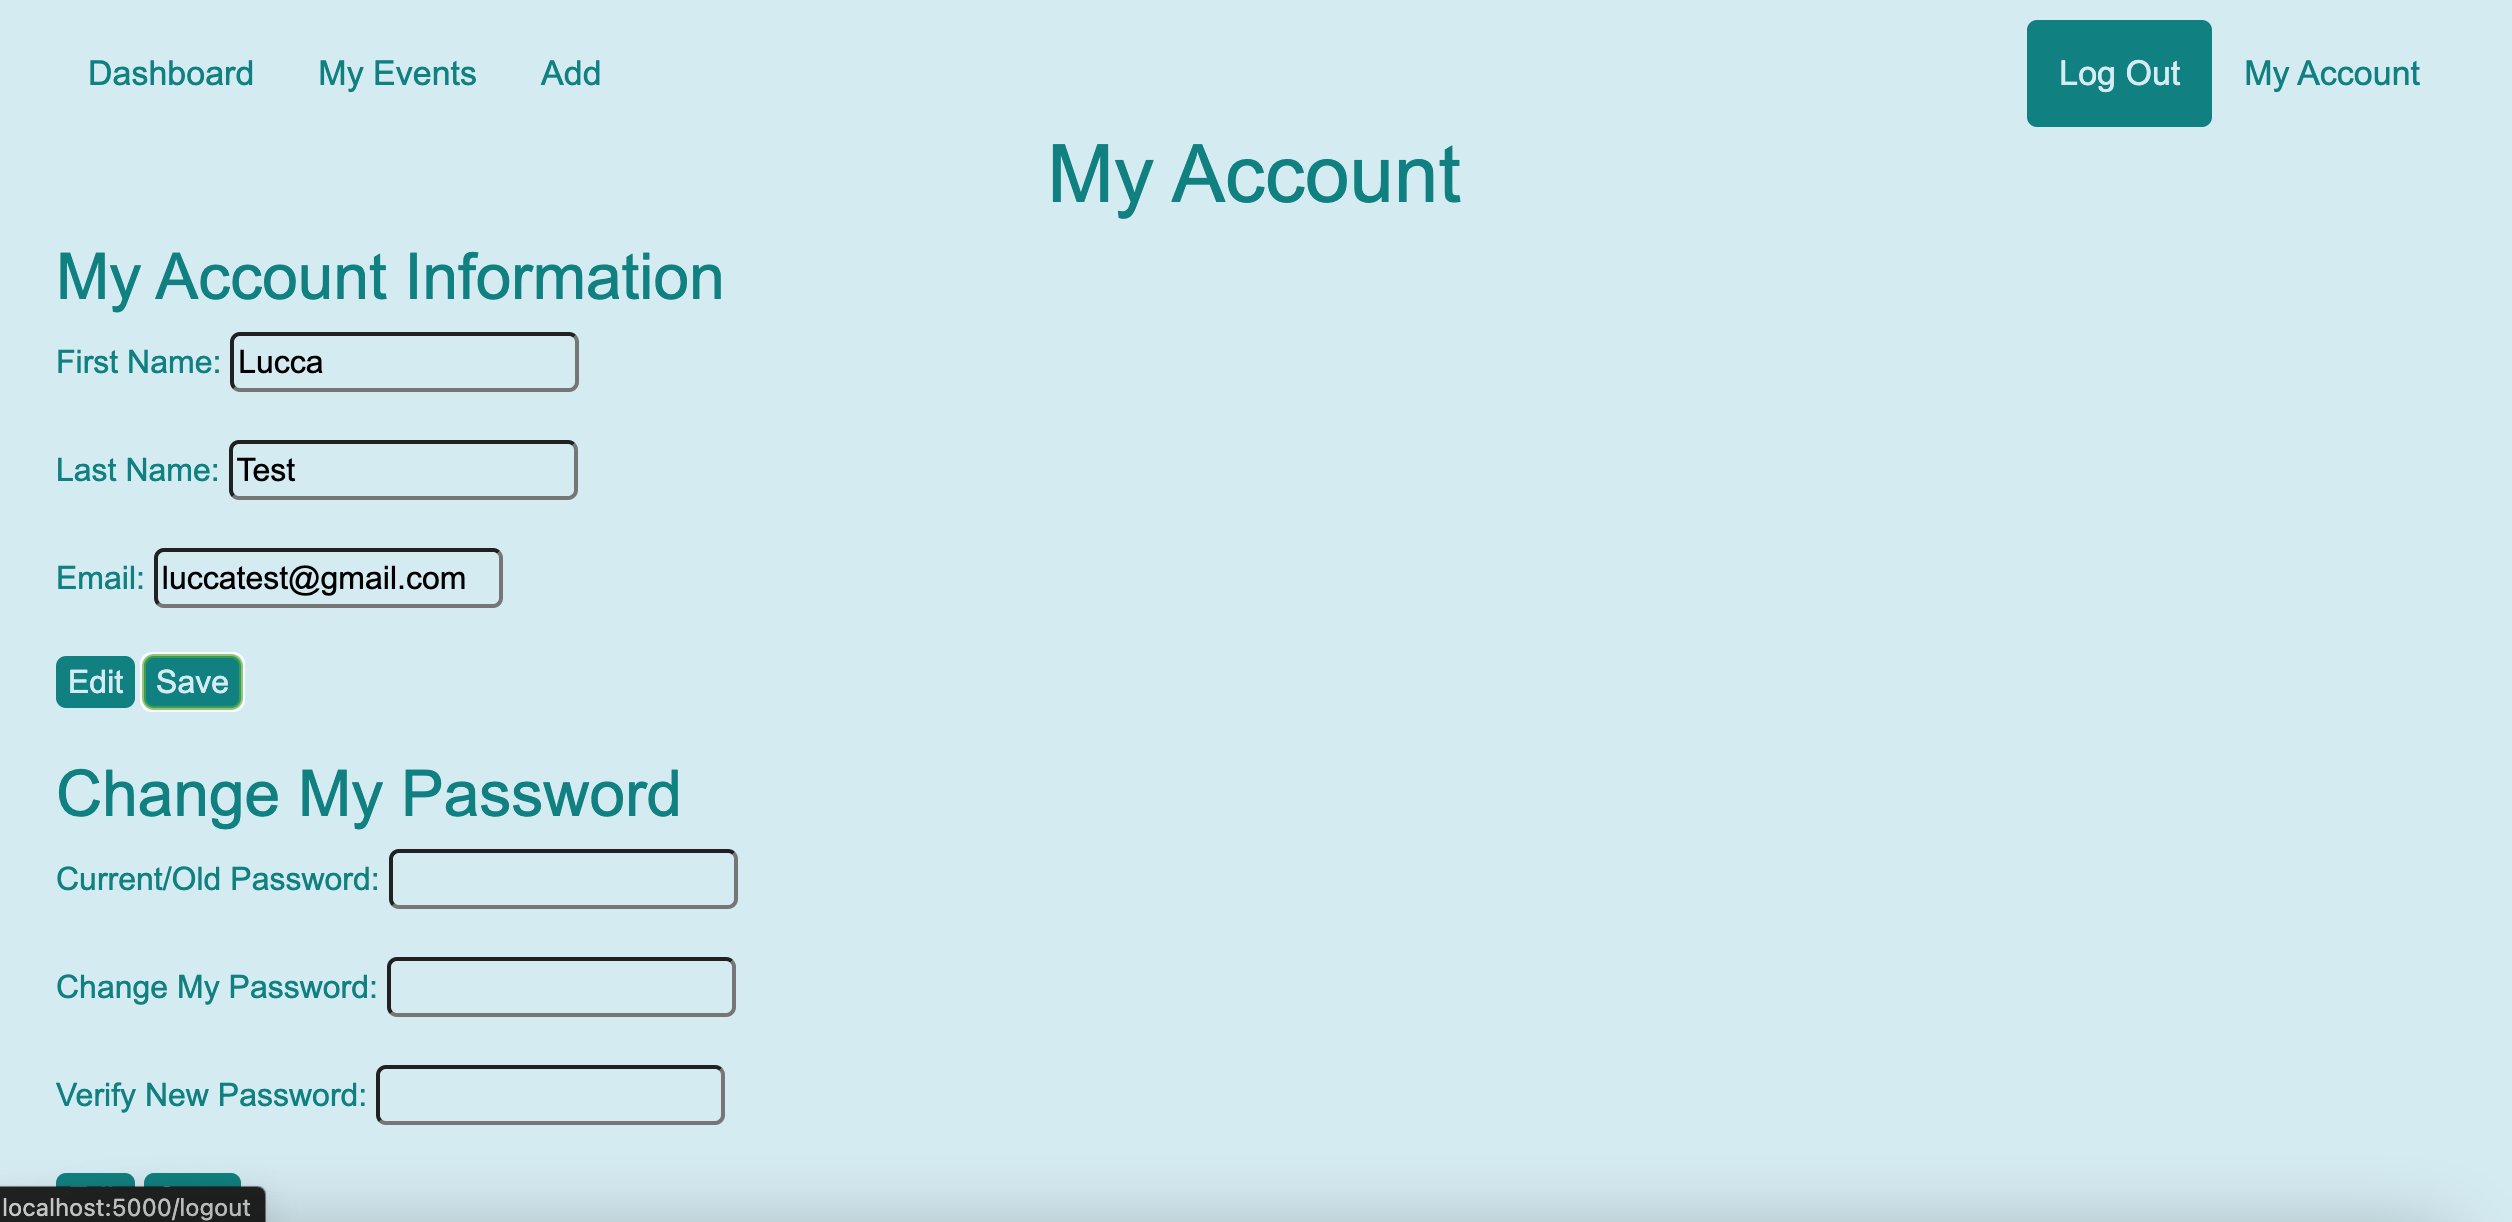 Dashboard My Events Add Log Out My Account
My Account
My Account Information
First Name: Lucca
Last Name: Test
Email: luccatest@gmail.com
Edit Save
Change My Password
Current/Old Password:
Change My Password:
Verify New Password:
localhost:5000/logout